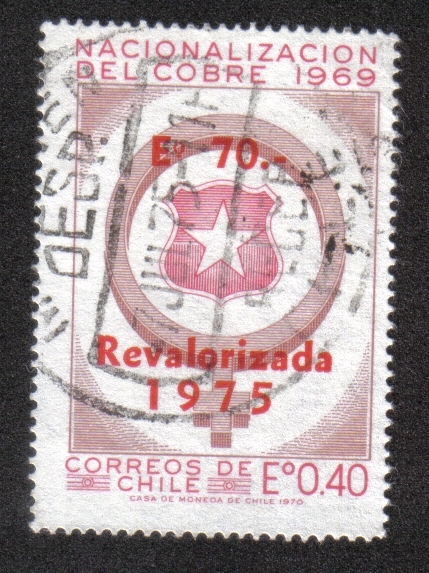 NACIONALIZACION
DEL COBRE 1969
Eº 70.-
Revalorizada
1975
CORREOS DE
CHILE
Eº0.40
CASA DE MONEDA DE CHILE 1970